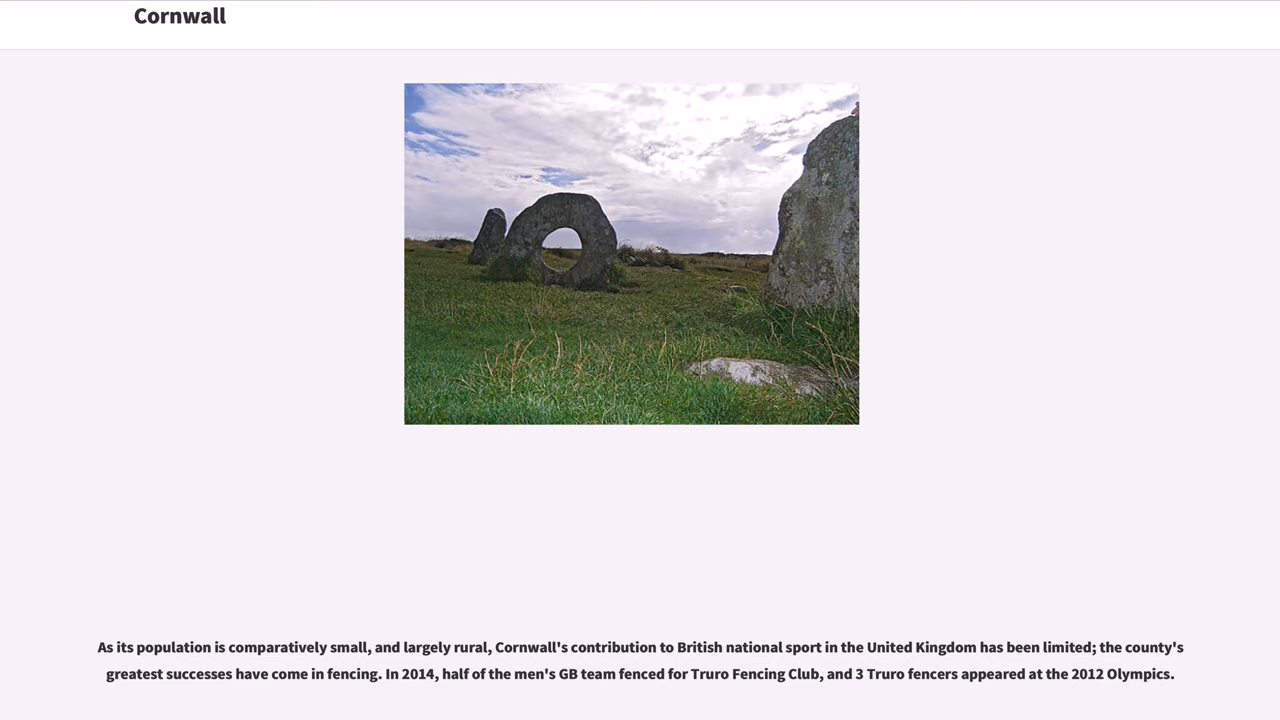 Cornwall
As its population is comparatively small, and largely rural, Cornwall's contribution to British national sport in the United Kingdom has been limited; the county's
greatest successes have come in fencing. In 2014, half of the men's GB team fenced for Truro Fencing Club, and 3 Truro fencers appeared at the 2012 Olympics.